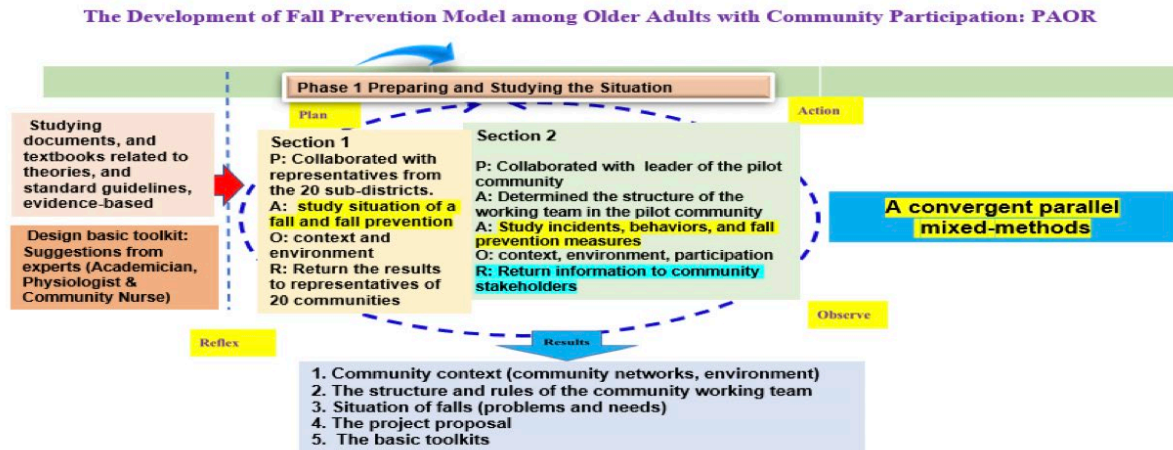 The Development of Fall Prevention Model among Older Adults with Community Participation: PAOR
Phase 1 Preparing and Studying the Situation
Plan
Action
Studying
documents, and
textbooks related to
theories, and
standard guidelines,
evidence-based
Design basic toolkit:
Suggestions from
experts (Academician,
Physiologist &
Community Nurse)
Section 1
P: Collaborated with
representatives from
the 20 sub-districts.
A: study situation of a
fall and fall prevention
O: context and
environment
R: Return the results
to representatives of
20 communities
Section 2
P: Collaborated with leader of the pilot
community
A: Determined the structure of the
working team in the pilot community
A: Study incidents, behaviors, and fall
prevention measures
O: context, environment, participation
R: Return information to community
stakeholders
A convergent parallel
mixed-methods
Reflex
Observe
Results
1. Community context (community networks, environment)
2. The structure and rules of the community working team
3. Situation of falls (problems and needs)
4. The project proposal
5. The basic toolkits